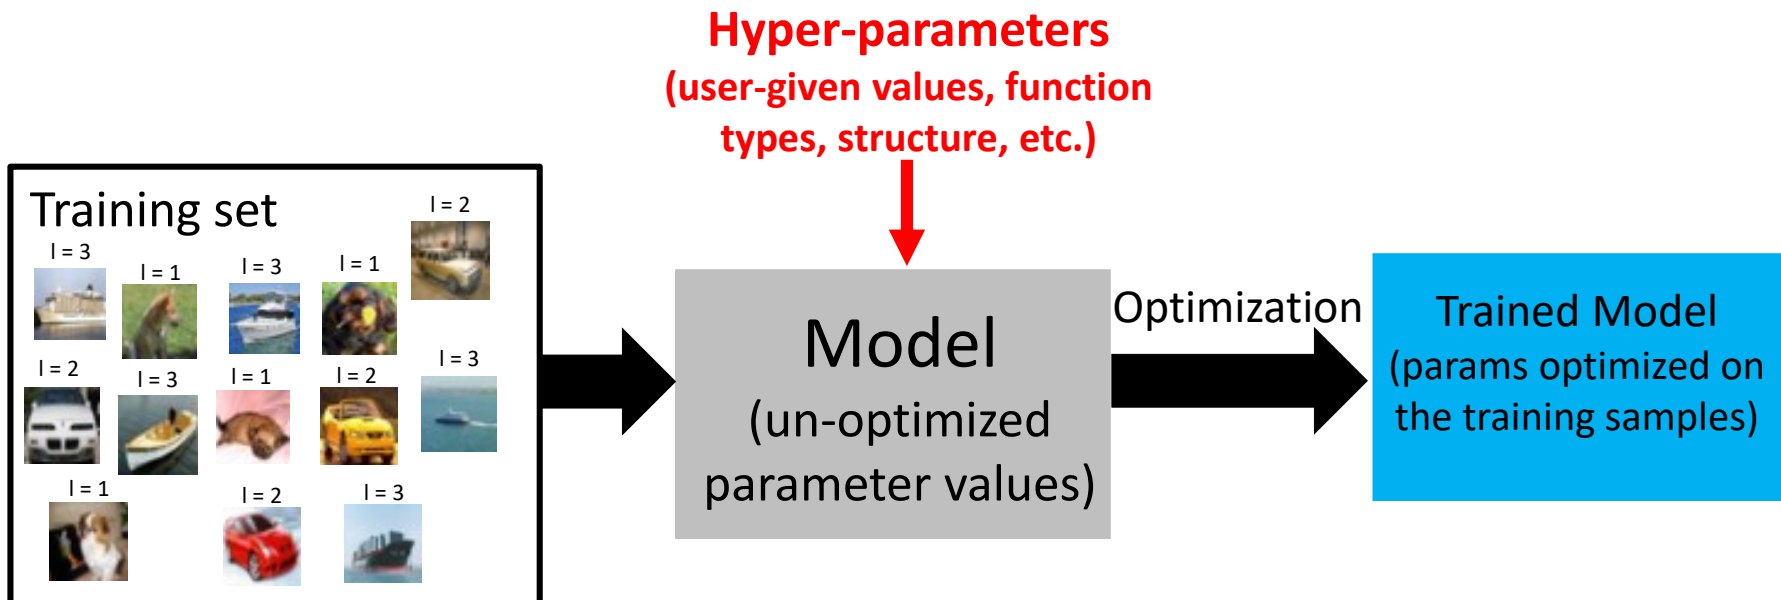 Hyper-parameters
(user-given values, function
types, structure, etc.)
Training set
l = 2
l = 3
l = 1
l = 3
l = 1
l = 2
l = 3
l = 1
l = 2
l = 3
l = 1
l = 2
l = 3
Model
(un-optimized
parameter values)
Optimization
Trained Model
(params optimized on
the training samples)